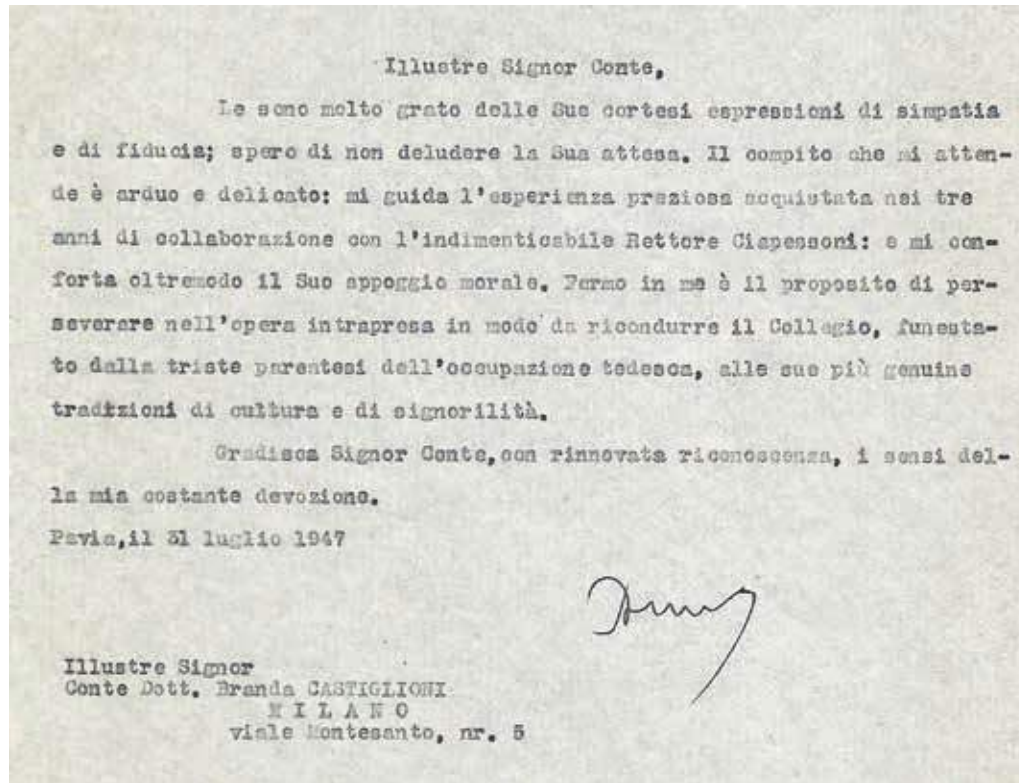 Illustre Signor Conte,
Le sono molto grato delle Sue cortesi espressioni di simpatia
e di fiducia; spero di non deludere la Sua attesa. Il compito che mi atten-
de è arduo e delicato: mi guida l'esperienza preziosa acquistata nei tre
anni di collaborazione con l'indimenticabile Rettore Ciapessoni: e mi con-
forta oltremodo il Suo appoggio morale. Fermo in me è il proposito di per-
severare nell'opera intrapresa in modo da ricondurre il Collegio, funesta-
to dalla triste parentesi dell'occupazione tedesca, alle sue più genuine
tradizioni di cultura e di signorilità.
Gradisca Signor Conte,con rinnovata riconoscenza, i sensi del-
la mia costante devozione.
Pavia,il 31 luglio 1947
Illustre Signor
Conte Dott. Branda CASTIGLIONI
MILANO
viale Montesanto, nr. 5